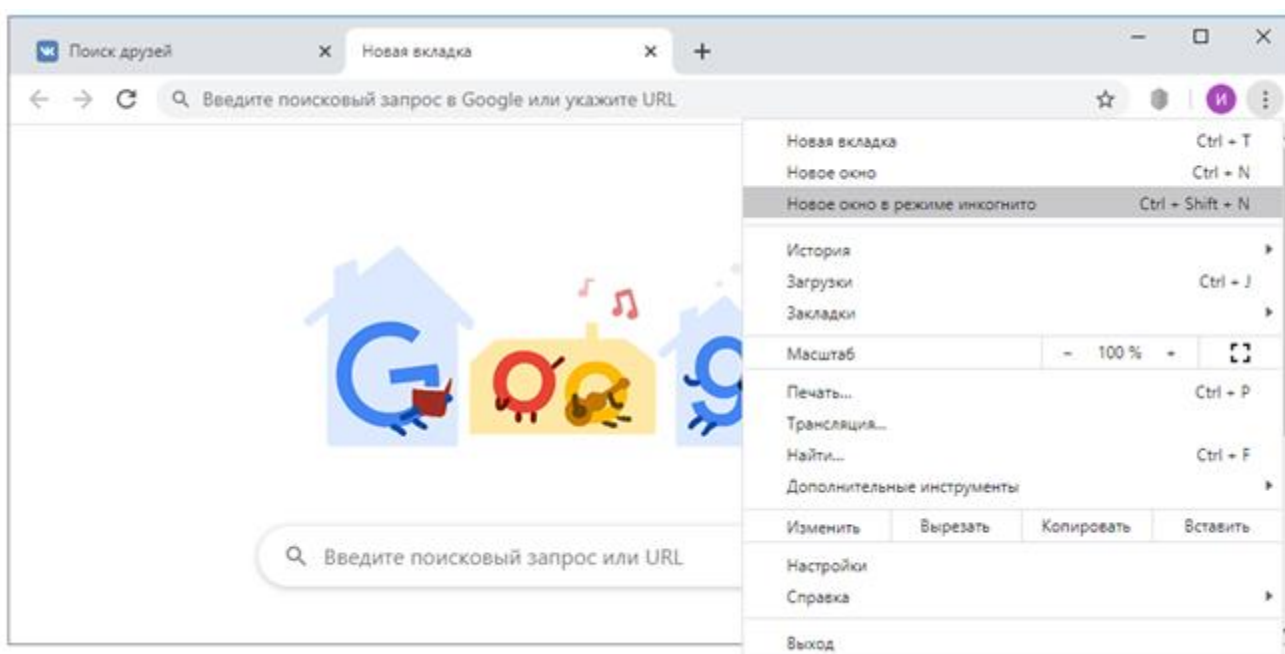 Поиск друзей
Новая вкладка
Введите поисковый запрос в Google или укажите URL
И
Новая вкладка Ctrl + T
Новое окно Ctrl + N
Новое окно в режиме инкогнито Ctrl + Shift + N
История
Загрузки Ctrl + J
Закладки
Масштаб - 100 % +
Печать... Ctrl + P
Трансляция...
Найти... Ctrl + F
Дополнительные инструменты
Изменить Вырезать Копировать Вставить
Настройки
Справка
Выход
Goog
Введите поисковый запрос или URL